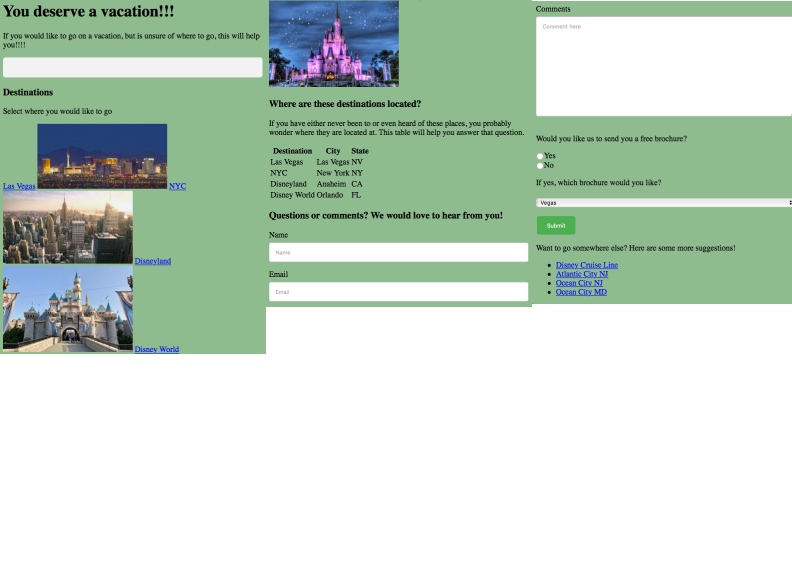 You deserve a vacation!!!
If you would like to go on a vacation, but is unsure of where to go, this will help
you!!!!
Destinations
Select where you would like to go
Las Vegas
NYC
Disneyland
Disney World
Where are these destinations located?
If you have either never been to or even heard of these places, you probably
wonder where they are located at. This table will help you answer that question.
Destination City State
Las Vegas Las Vegas NV
NYC New York NY
Disneyland Anaheim CA
Disney World Orlando FL
Questions or comments? We would love to hear from you!
Name
Name
Email
Email
Comments
Comment here
Would you like us to send you a free brochure?
Yes
No
If yes, which brochure would you like?
Vegas
Submit
Want to go somewhere else? Here are some more suggestions!
Disney Cruise Line
Atlantic City NJ
Ocean City NJ
Ocean City MD